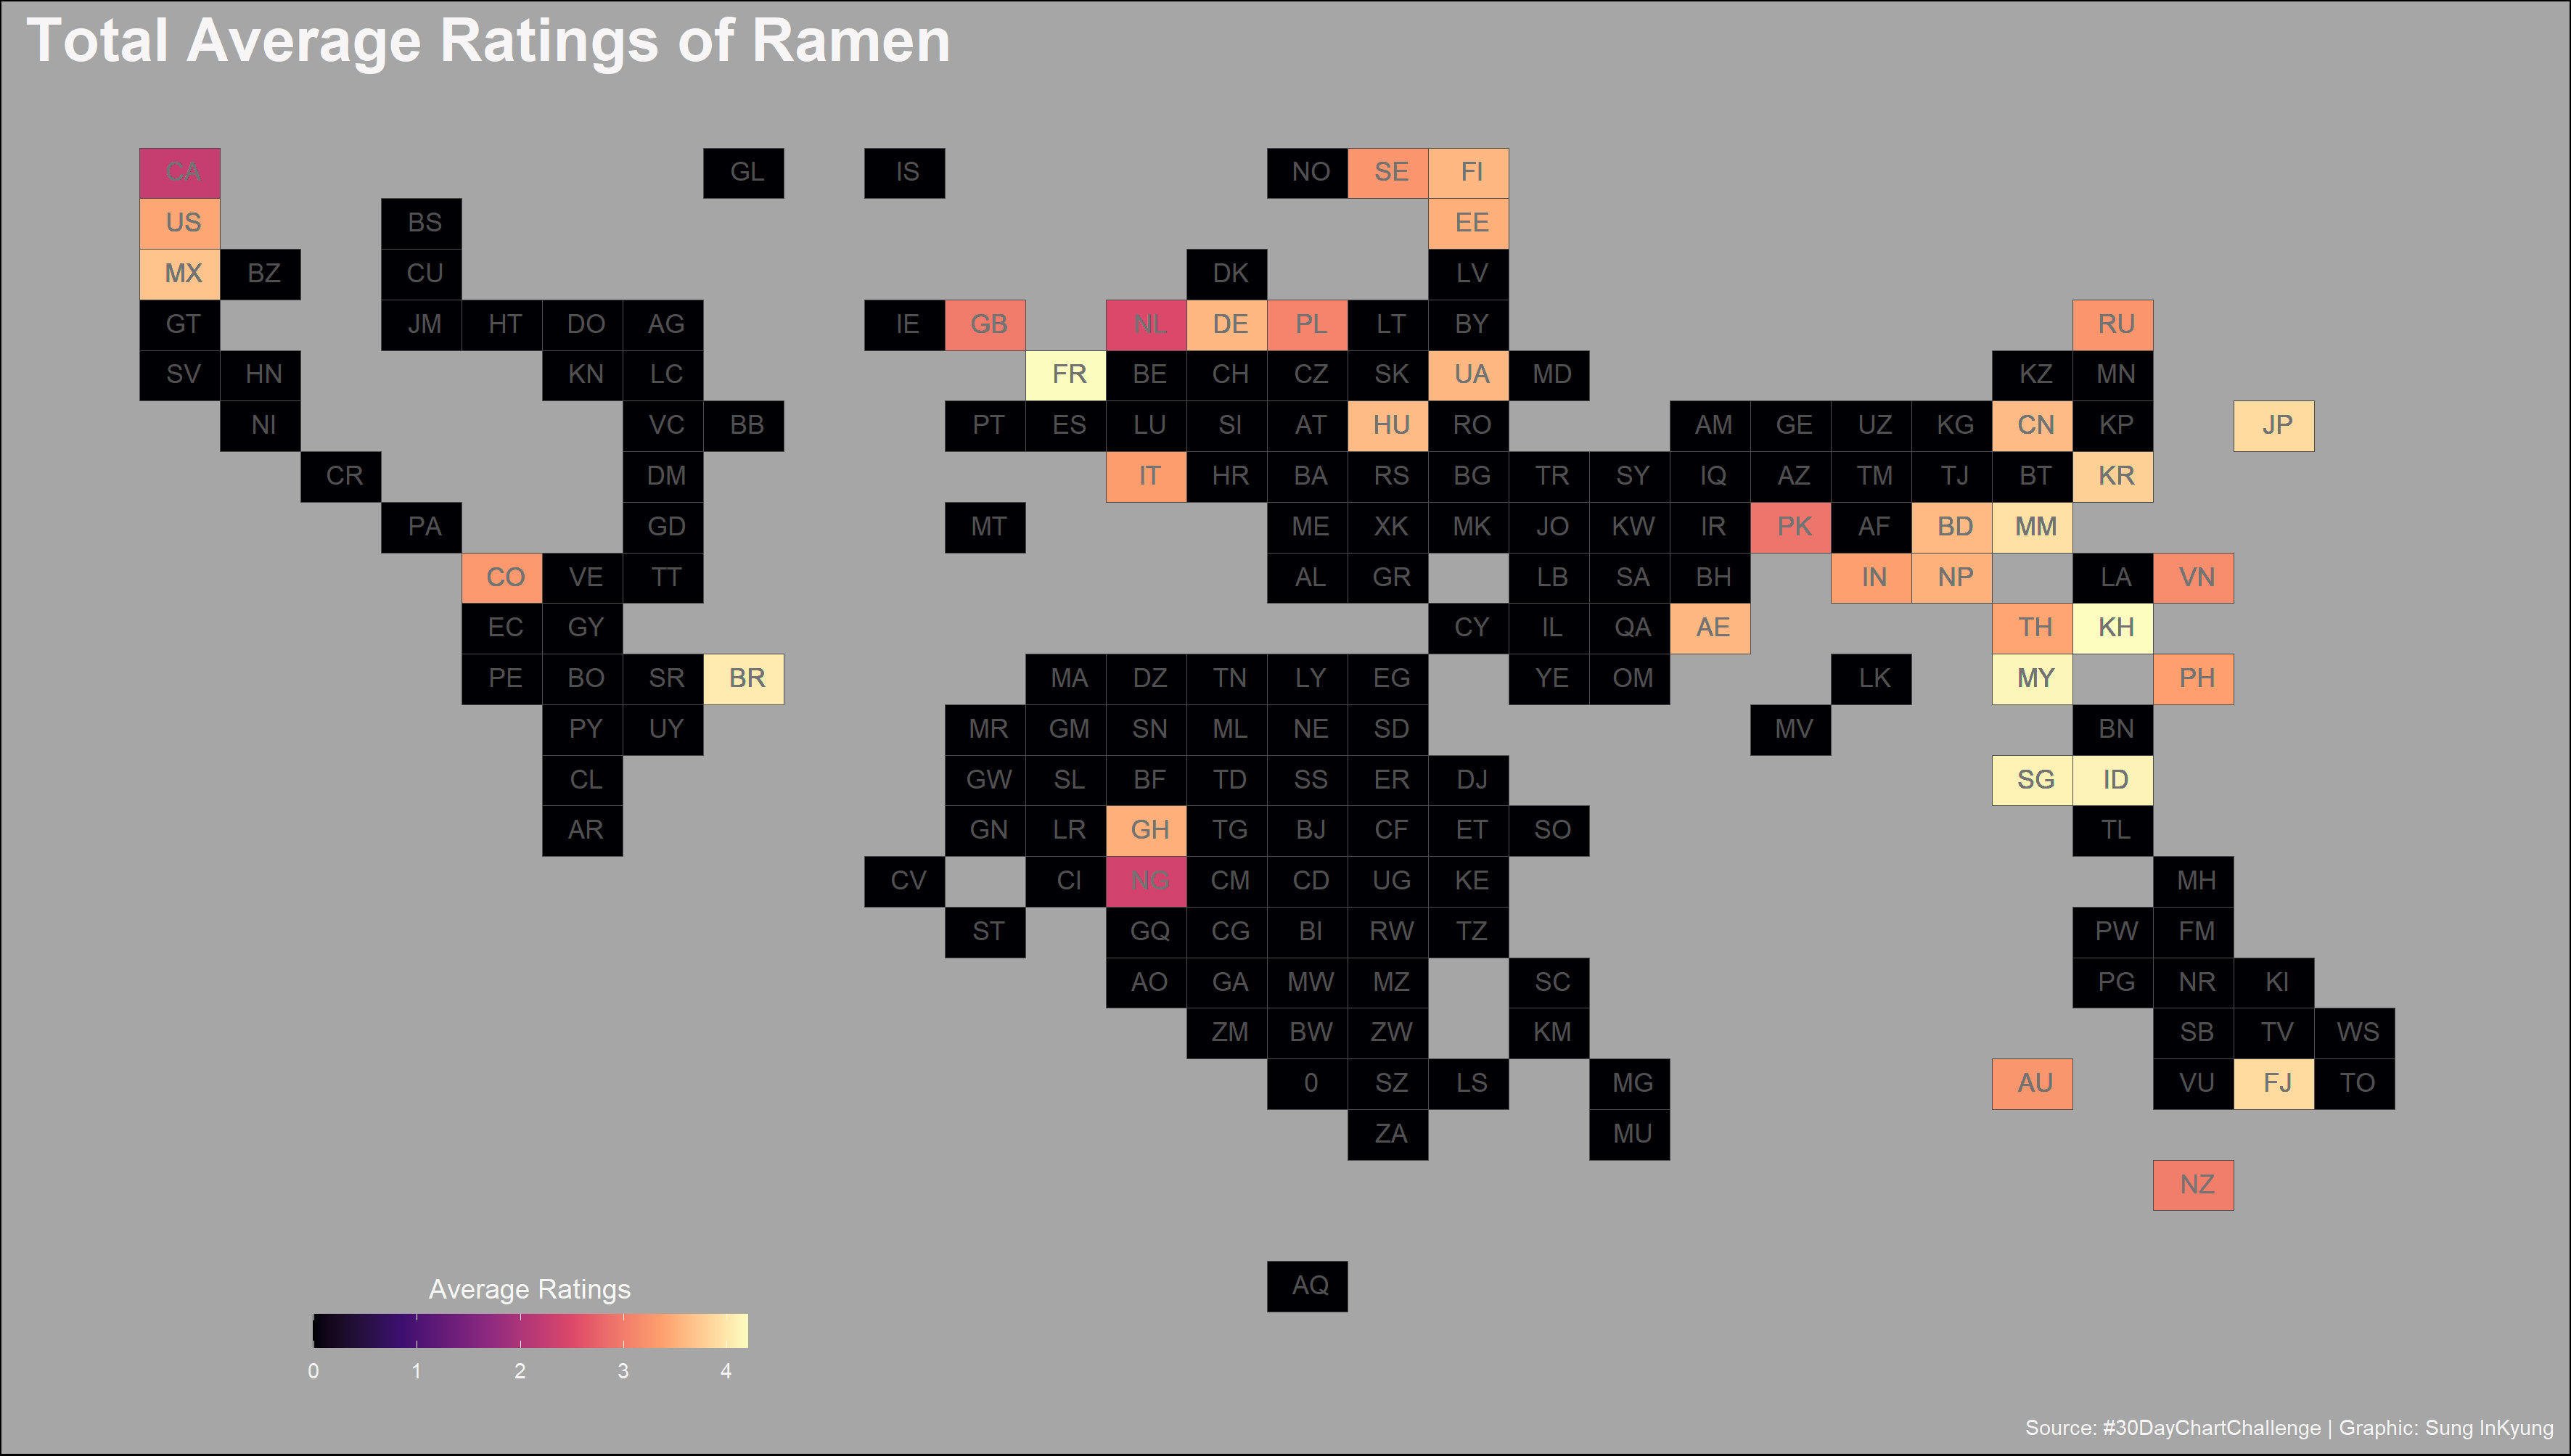 Total Average Ratings of Ramen
CA GL IS NO SE FI
US BS EE
MX BZ CU DK LV
GT JM HT DO AG IE GB NL DE PL LT BY RU
SV HN KN LC FR BE CH CZ SK UA MD KZ MN
NI VC BB PT ES LU SI AT HU RO AM GE UZ KG CN KP JP
CR DM IT HR BA RS BG TR SY IQ AZ TM TJ BT KR
PA GD MT ME XK MK JO KW IR PK AF BD MM
CO VE TT AL GR LB SA BH IN NP LA VN
EC GY CY IL QA AE TH KH
PE BO SR BR MA DZ TN LY EG YE OM LK MY PH
PY UY MR GM SN ML NE SD MV BN
CL GW SL BF TD SS ER DJ SG ID
AR GN LR GH TG BJ CF ET SO TL
CV CI NG CM CD UG KE MH
ST GQ CG BI RW TZ PW FM
AO GA MW MZ SC PG NR KI
ZM BW ZW KM SB TV WS
0 SZ LS MG AU VU FJ TO
ZA MU
NZ
AQ
Average Ratings
0 1 2 3 4
Source: #30DayChartChallenge | Graphic: Sung InKyung